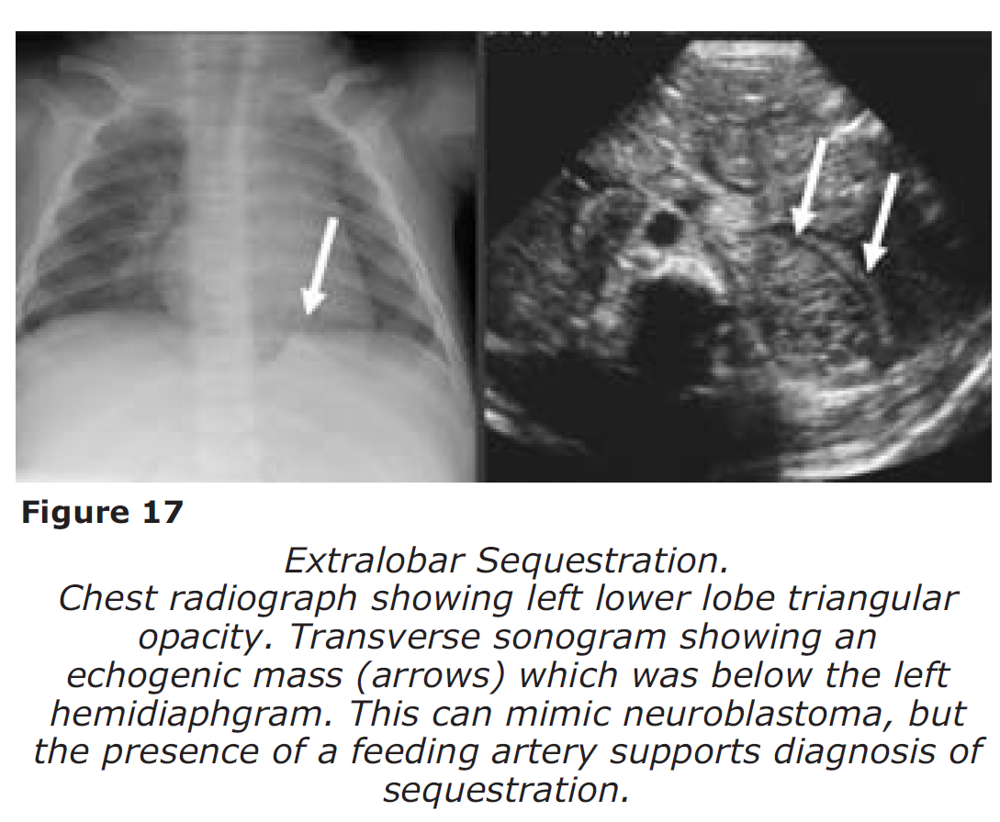 Figure 17
Extralobar Sequestration.
Chest radiograph showing left lower lobe triangular
opacity. Transverse sonogram showing an
echogenic mass (arrows) which was below the left
hemidiaphgram. This can mimic neuroblastoma, but
the presence of a feeding artery supports diagnosis of
sequestration.